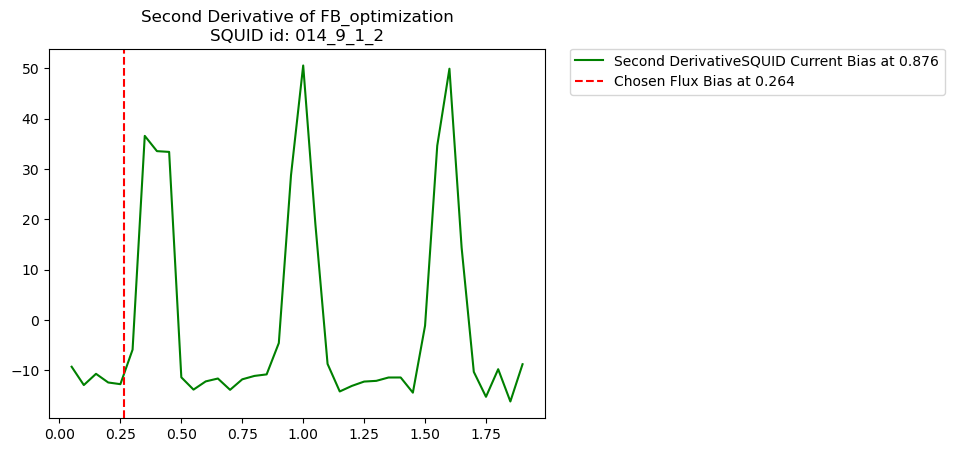 Second Derivative of FB_optimization
SQUID id: 014_9_1_2
Second DerivativeSQUID Current Bias at 0.876
Chosen Flux Bias at 0.264
50
40
30
20
10
0
−10
0.00 0.25 0.50 0.75 1.00 1.25 1.50 1.75